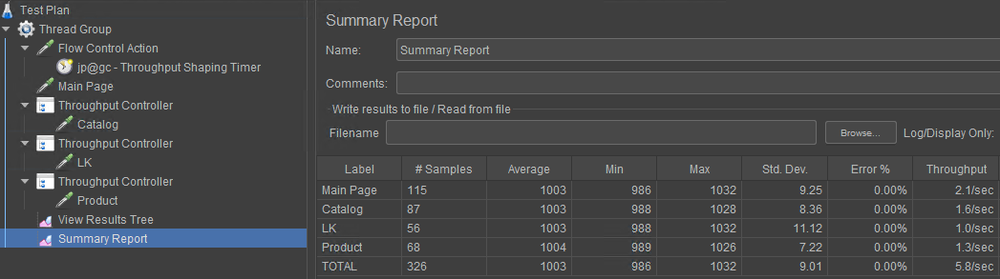 Test Plan
Thread Group
Flow Control Action
jp@gc - Throughput Shaping Timer
Main Page
Throughput Controller
Catalog
Throughput Controller
LK
Throughput Controller
Product
View Results Tree
Summary Report
Summary Report
Name: Summary Report
Comments:
Write results to file / Read from file
Filename Browse... Log/Display Only:
Label # Samples Average Min Max Std. Dev. Error % Throughput
Main Page 115 1003 986 1032 9.25 0.00% 2.1/sec
Catalog 87 1003 988 1028 8.36 0.00% 1.6/sec
LK 56 1003 988 1032 11.12 0.00% 1.0/sec
Product 68 1004 989 1026 7.22 0.00% 1.3/sec
TOTAL 326 1003 986 1032 9.01 0.00% 5.8/sec